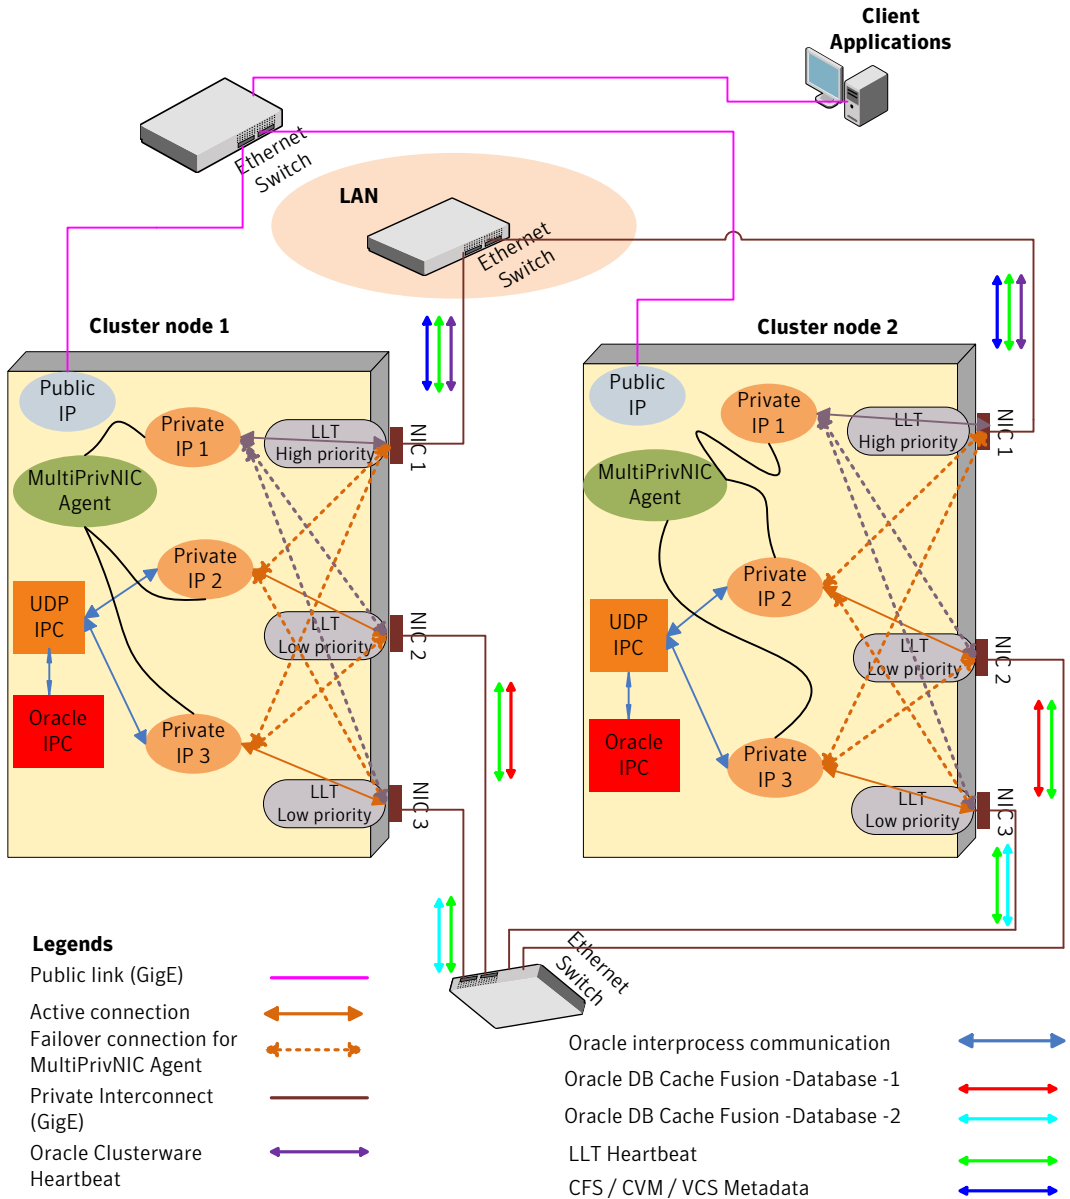 Client
Applications
Ethernet
Switch
LAN
Ethernet
Switch
Cluster node 1
Public
IP
Private
IP 1
LLT
High priority
NIC 1
MultiPrivNIC
Agent
Private
IP 2
UDP
IPC
LLT
Low priority
NIC 2
Oracle
IPC
Private
IP 3
LLT
Low priority
NIC 3
Cluster node 2
Public
IP
Private
IP 1
LLT
High priority
NIC 1
MultiPrivNIC
Agent
Private
IP 2
UDP
IPC
LLT
Low priority
NIC 2
Oracle
IPC
Private
IP 3
LLT
Low priority
NIC 3
Ethernet
Switch
Legends
Public link (GigE)
Active connection
Failover connection for
MultiPrivNIC Agent
Private Interconnect
(GigE)
Oracle Clusterware
Heartbeat
Oracle interprocess communication
Oracle DB Cache Fusion -Database -1
Oracle DB Cache Fusion -Database -2
LLT Heartbeat
CFS / CVM / VCS Metadata